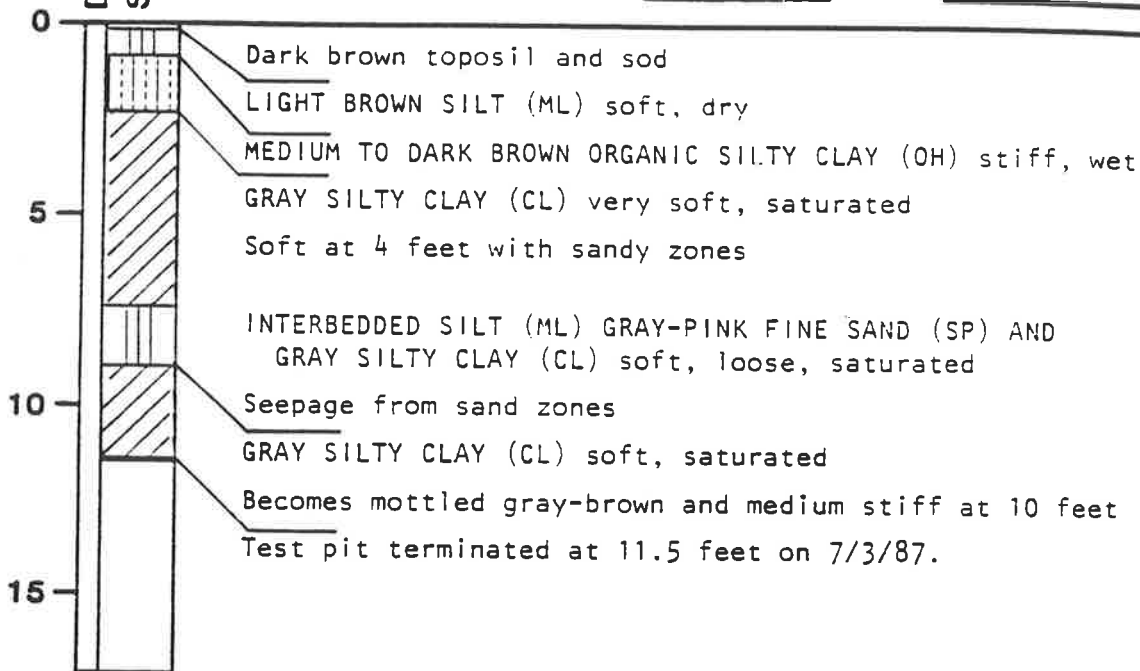 0
Dark brown toposil and sod
LIGHT BROWN SILT (ML) soft, dry
MEDIUM TO DARK BROWN ORGANIC SILTY CLAY (OH) stiff, wet
GRAY SILTY CLAY (CL) very soft, saturated
5
Soft at 4 feet with sandy zones
INTERBEDDED SILT (ML) GRAY-PINK FINE SAND (SP) AND
GRAY SILTY CLAY (CL) soft, loose, saturated
10
Seepage from sand zones
GRAY SILTY CLAY (CL) soft, saturated
Becomes mottled gray-brown and medium stiff at 10 feet
Test pit terminated at 11.5 feet on 7/3/87.
15